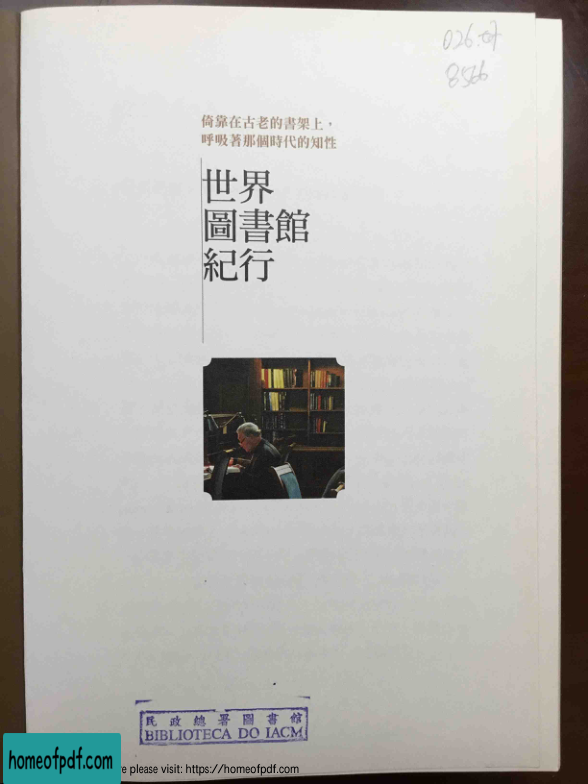 026.
8566
倚靠在古老的書架上，
呼吸著那個時代的知性
世界
圖書館
紀行
民政總署圖書館
BIBLIOTECA DO IACM
homeofpdf.com
re please visit: https://homeofpdf.com